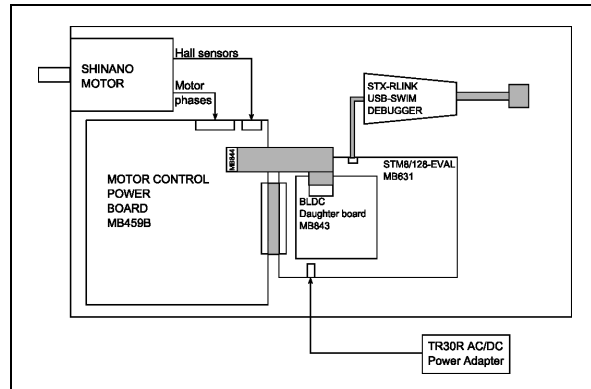 Hall sensors
SHINANO
MOTOR
Motor
phases
STX-RLINK
USB-SWIM
DEBUGGER
MB844
STM8/128-EVAL
MB631
MOTOR CONTROL
POWER
BOARD
MB459B
BLDC
Daughter board
MB843
TR30R AC/DC
Power Adapter